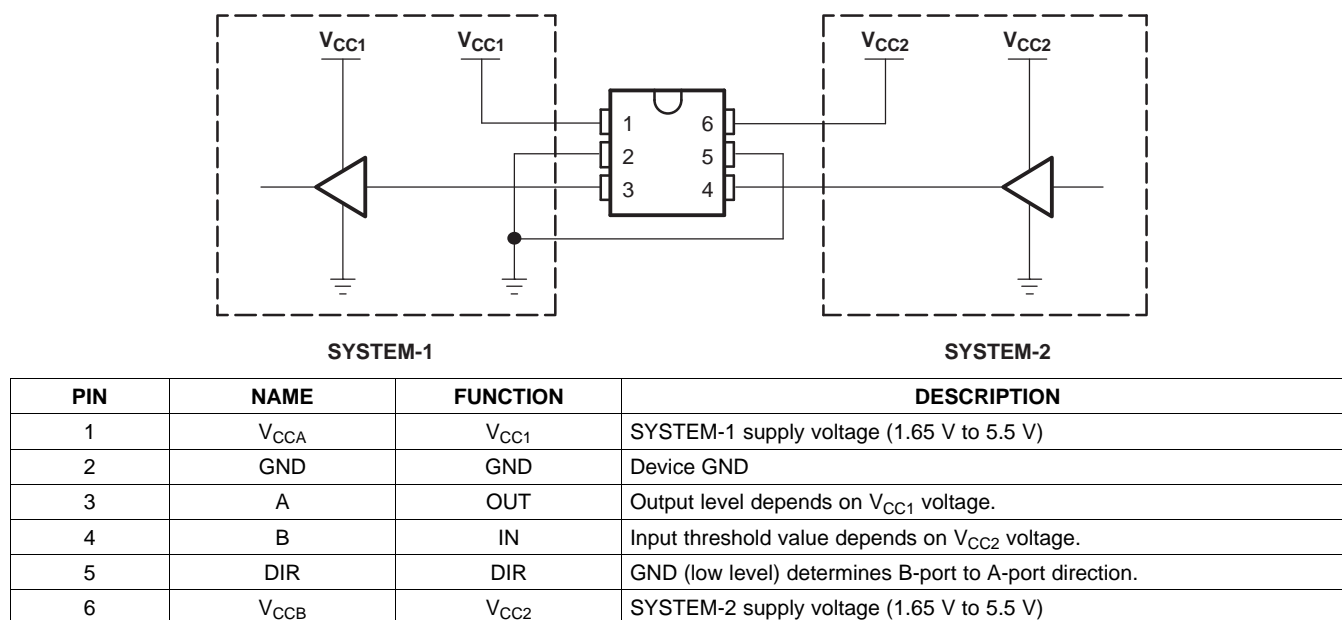 VCC1 VCC1 VCC2 VCC2
1 6
2 5
3 4
SYSTEM-1 SYSTEM-2
PIN NAME FUNCTION DESCRIPTION
1 VCCA VCC1 SYSTEM-1 supply voltage (1.65 V to 5.5 V)
2 GND GND Device GND
3 A OUT Output level depends on VCC1 voltage.
4 B IN Input threshold value depends on VCC2 voltage.
5 DIR DIR GND (low level) determines B-port to A-port direction.
6 VCCB VCC2 SYSTEM-2 supply voltage (1.65 V to 5.5 V)